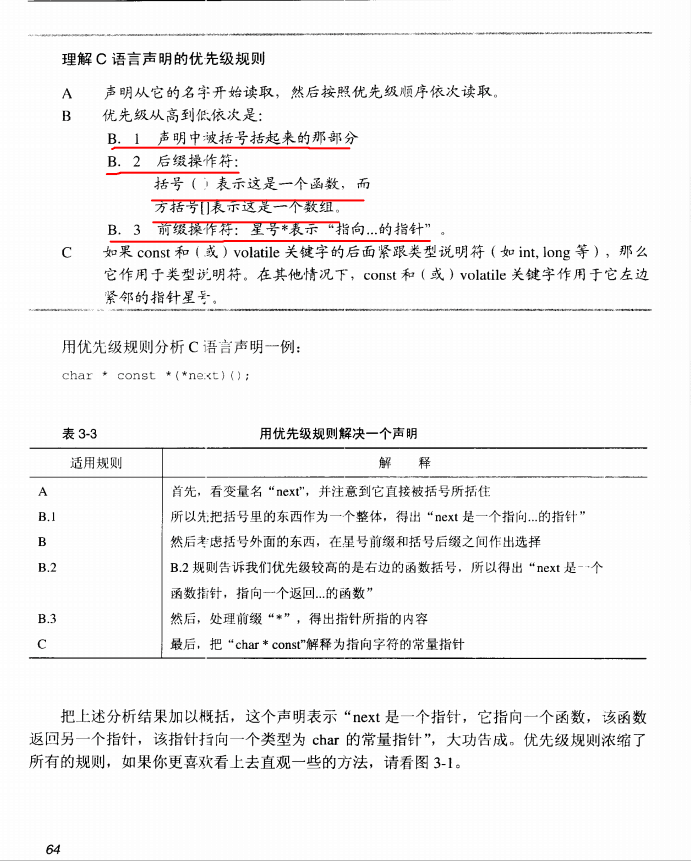 理解 C 语言声明的优先级规则
A 声明从它的名字开始读取，然后按照优先级顺序依次读取。
B 优先级从高到低依次是：
B．1 声明中被括号括起来的那部分
B．2 后缀操作符：
括号（）表示这是一个函数，而
方括号[]表示这是一个数组。
B．3 前缀操作符：星号*表示“指向...的指针”。
C 如果 const 和（或）volatile 关键字的后面紧跟类型说明符（如 int, long 等），那么
它作用于类型说明符。在其他情况下，const 和（或）volatile 关键字作用于它左边
紧邻的指针星号。
用优先级规则分析 C 语言声明一例：
char * const *(*next)();
表 3-3 用优先级规则解决一个声明
适用规则 解 释
A 首先，看变量名“next”，并注意到它直接被括号所括住
B.1 所以先把括号里的东西作为一个整体，得出“next 是一个指向...的指针”
B 然后考虑括号外面的东西，在星号前缀和括号后缀之间作出选择
B.2 B.2 规则告诉我们优先级较高的是右边的函数括号，所以得出“next 是一个
函数指针，指向一个返回...的函数”
B.3 然后，处理前缀“*”，得出指针所指的内容
C 最后，把“char * const”解释为指向字符的常量指针
把上述分析结果加以概括，这个声明表示“next 是一个指针，它指向一个函数，该函数
返回另一个指针，该指针指向一个类型为 char 的常量指针”，大功告成。优先级规则浓缩了
所有的规则，如果你更喜欢看上去直观一些的方法，请看图 3-1。
64